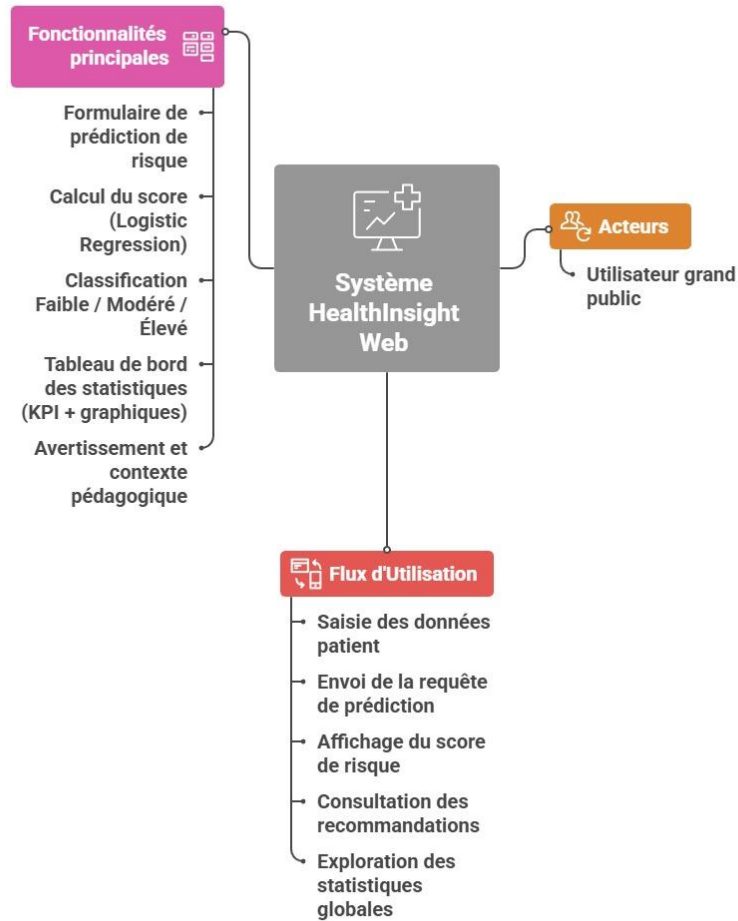 Fonctionnalités
principales
Formulaire de
prédiction de
risque
Calcul du score
(Logistic
Regression)
Classification
Faible / Modéré /
Élevé
Tableau de bord
des statistiques
(KPI + graphiques)
Avertissement et
contexte
pédagogique
Système
HealthInsight
Web
Acteurs
Utilisateur grand
public
Flux d'Utilisation
Saisie des données
patient
Envoi de la requête
de prédiction
Affichage du score
de risque
Consultation des
recommandations
Exploration des
statistiques
globales